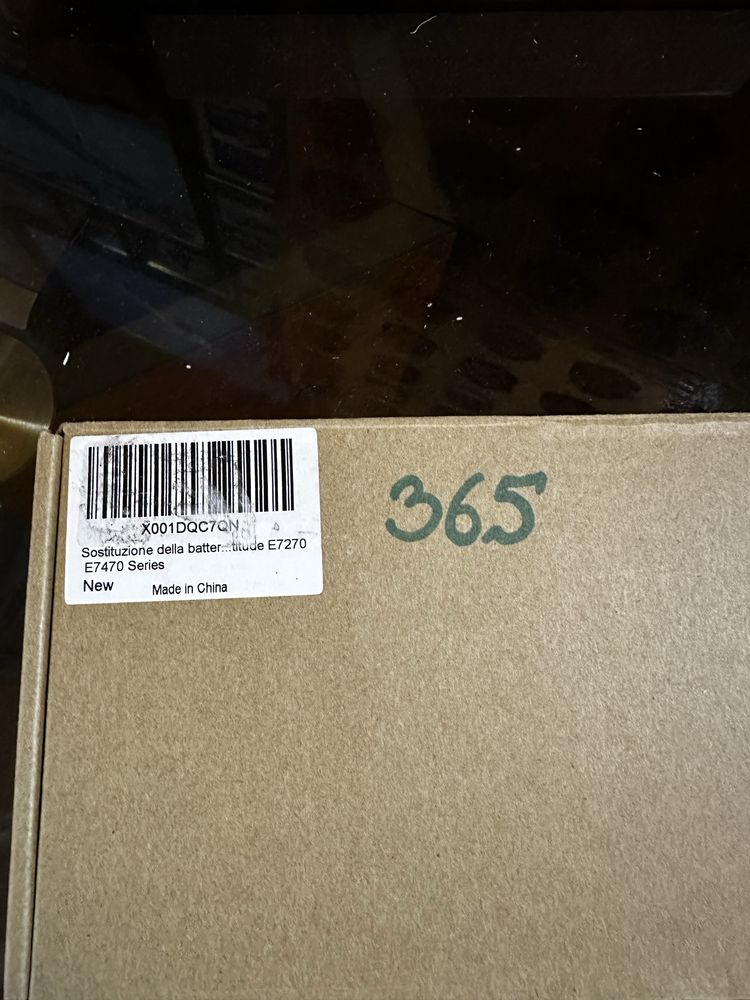 X001DQC7QN
365
Sostituzione della batter...titude E7270
E7470 Series
New
Made in China